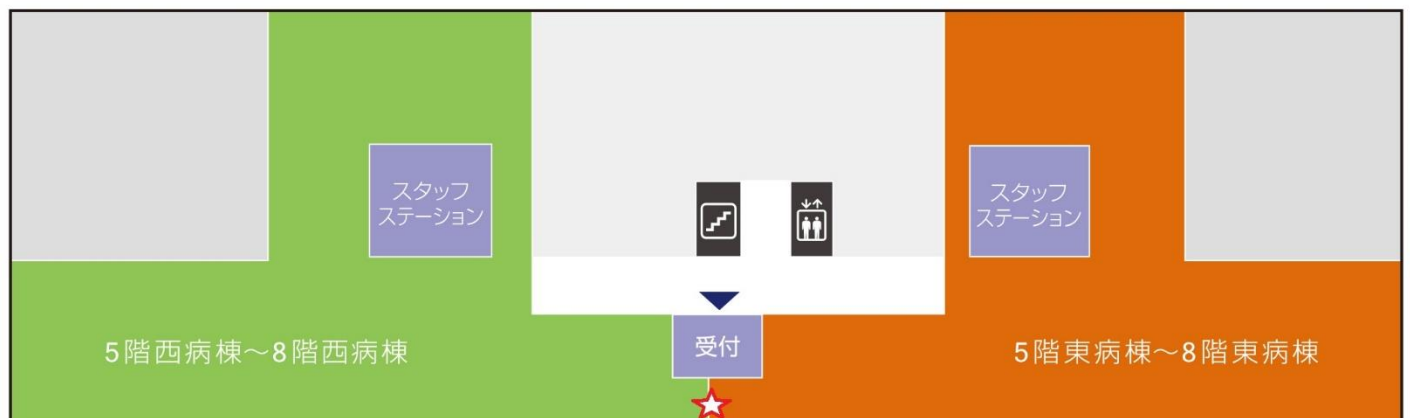 スタッフ
ステーション
スタッフ
ステーション
5階西病棟～8階西病棟
受付
5階東病棟～8階東病棟